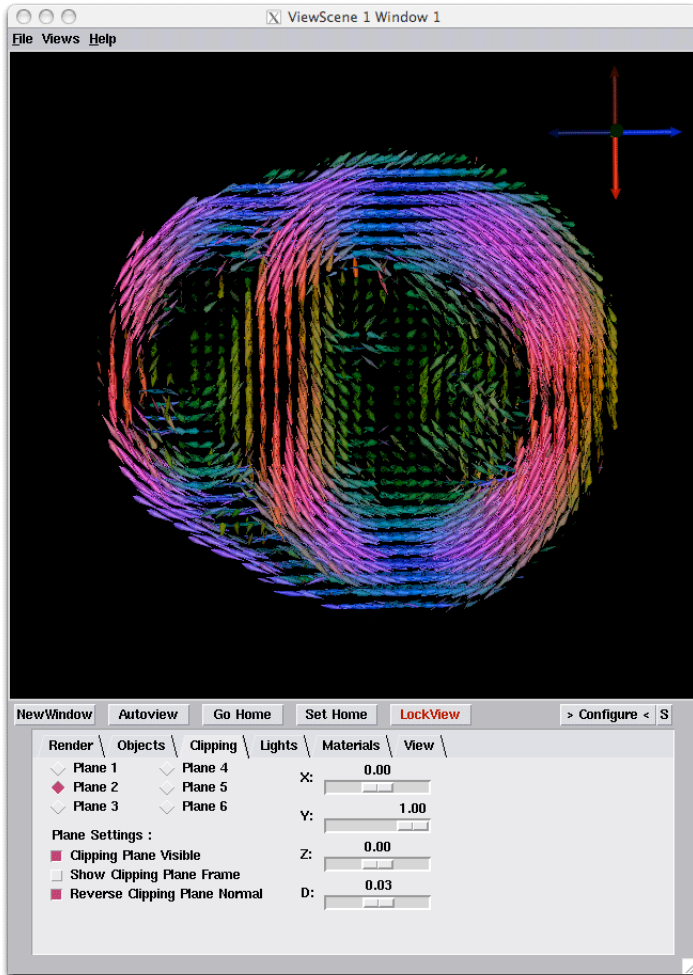 X ViewScene 1 Window 1
File Views Help
NewWindow Autoview Go Home Set Home LockView > Configure < S
Render Objects Clipping Lights Materials View
Plane 1 Plane 4
Plane 2 Plane 5
Plane 3 Plane 6
Plane Settings :
Clipping Plane Visible
Show Clipping Plane Frame
Reverse Clipping Plane Normal
X: 0.00
Y: 1.00
Z: 0.00
D: 0.03